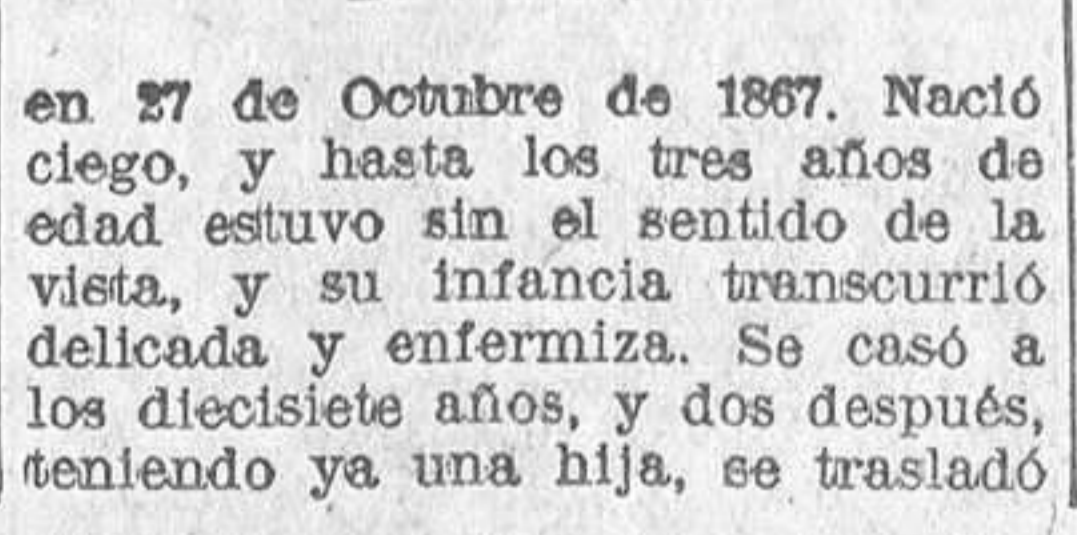 en 27 de Octubre de 1867. Nació
ciego, y hasta los tres años de
edad estuvo sin el sentido de la
vista, y su infancia transcurrió
delicada y enfermiza. Se casó a
los diecisiete años, y dos después,
teniendo ya una hija, se trasladó